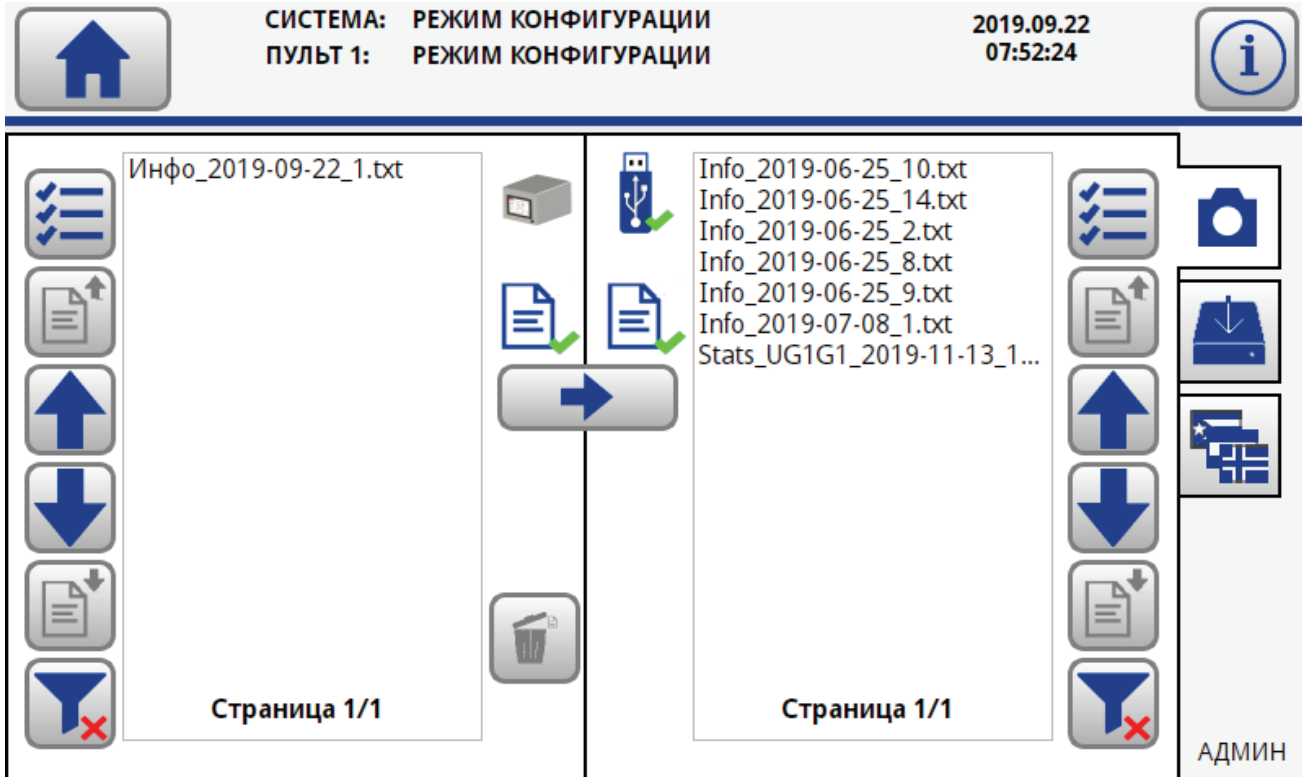 СИСТЕМА: РЕЖИМ КОНФИГУРАЦИИ
ПУЛЬТ 1: РЕЖИМ КОНФИГУРАЦИИ
2019.09.22
07:52:24
Инфо_2019-09-22_1.txt
Страница 1/1
Info_2019-06-25_10.txt
Info_2019-06-25_14.txt
Info_2019-06-25_2.txt
Info_2019-06-25_8.txt
Info_2019-06-25_9.txt
Info_2019-07-08_1.txt
Stats_UG1G1_2019-11-13_1...
Страница 1/1
АДМИН